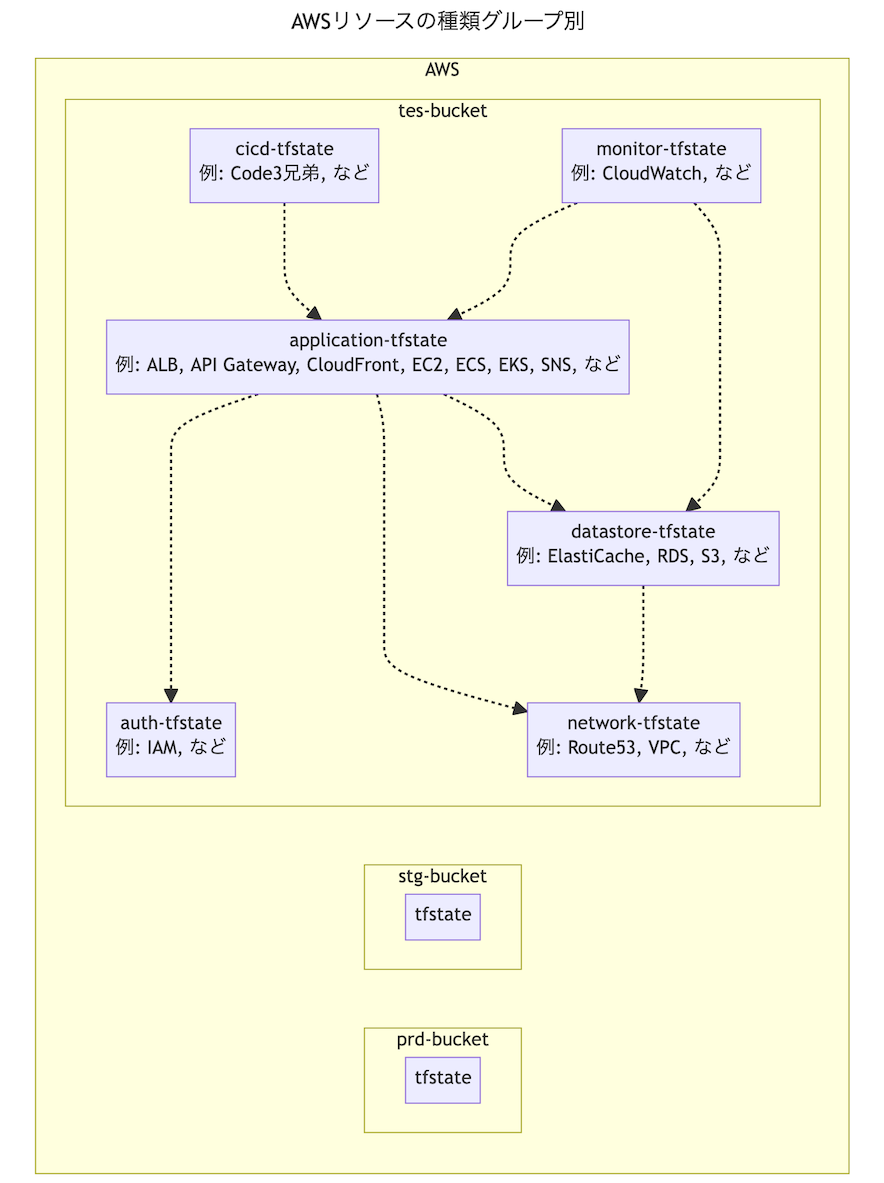 AWSリソースの種類グループ別
AWS
tes-bucket
cicd-tfstate
例: Code3兄弟, など
monitor-tfstate
例: CloudWatch, など
application-tfstate
例: ALB, API Gateway, CloudFront, EC2, ECS, EKS, SNS, など
datastore-tfstate
例: ElastiCache, RDS, S3, など
auth-tfstate
例: IAM, など
network-tfstate
例: Route53, VPC, など
stg-bucket
tfstate
prd-bucket
tfstate